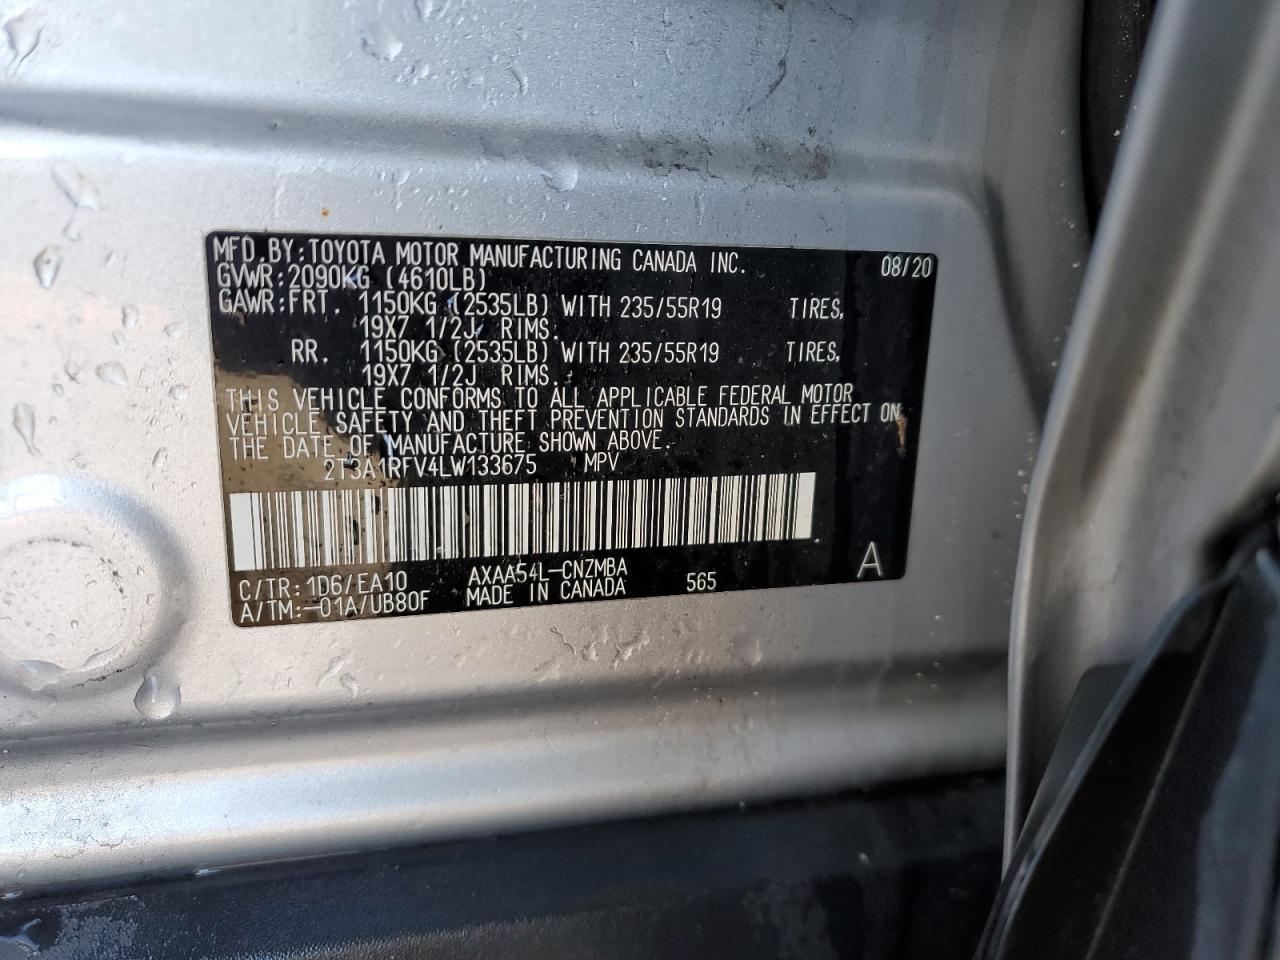 MFD.BY:TOYOTA MOTOR MANUFACTURING CANADA INC. 08/20
GVWR:2090KG (4610LB)
GAWR:FRT. 1150KG (2535LB) WITH 235/55R19 TIRES,
19X7 1/2J RIMS.
RR. 1150KG (2535LB) WITH 235/55R19 TIRES,
19X7 1/2J RIMS.
THIS VEHICLE CONFORMS TO ALL APPLICABLE FEDERAL MOTOR
VEHICLE SAFETY AND THEFT PREVENTION STANDARDS IN EFFECT ON
THE DATE OF MANUFACTURE SHOWN ABOVE.
2T3A1RFV4LW133675 MPV
C/TR:1D6/EA10 AXAA54L-CNZMBA 565 A
A/TM:-01A/UB80F MADE IN CANADA